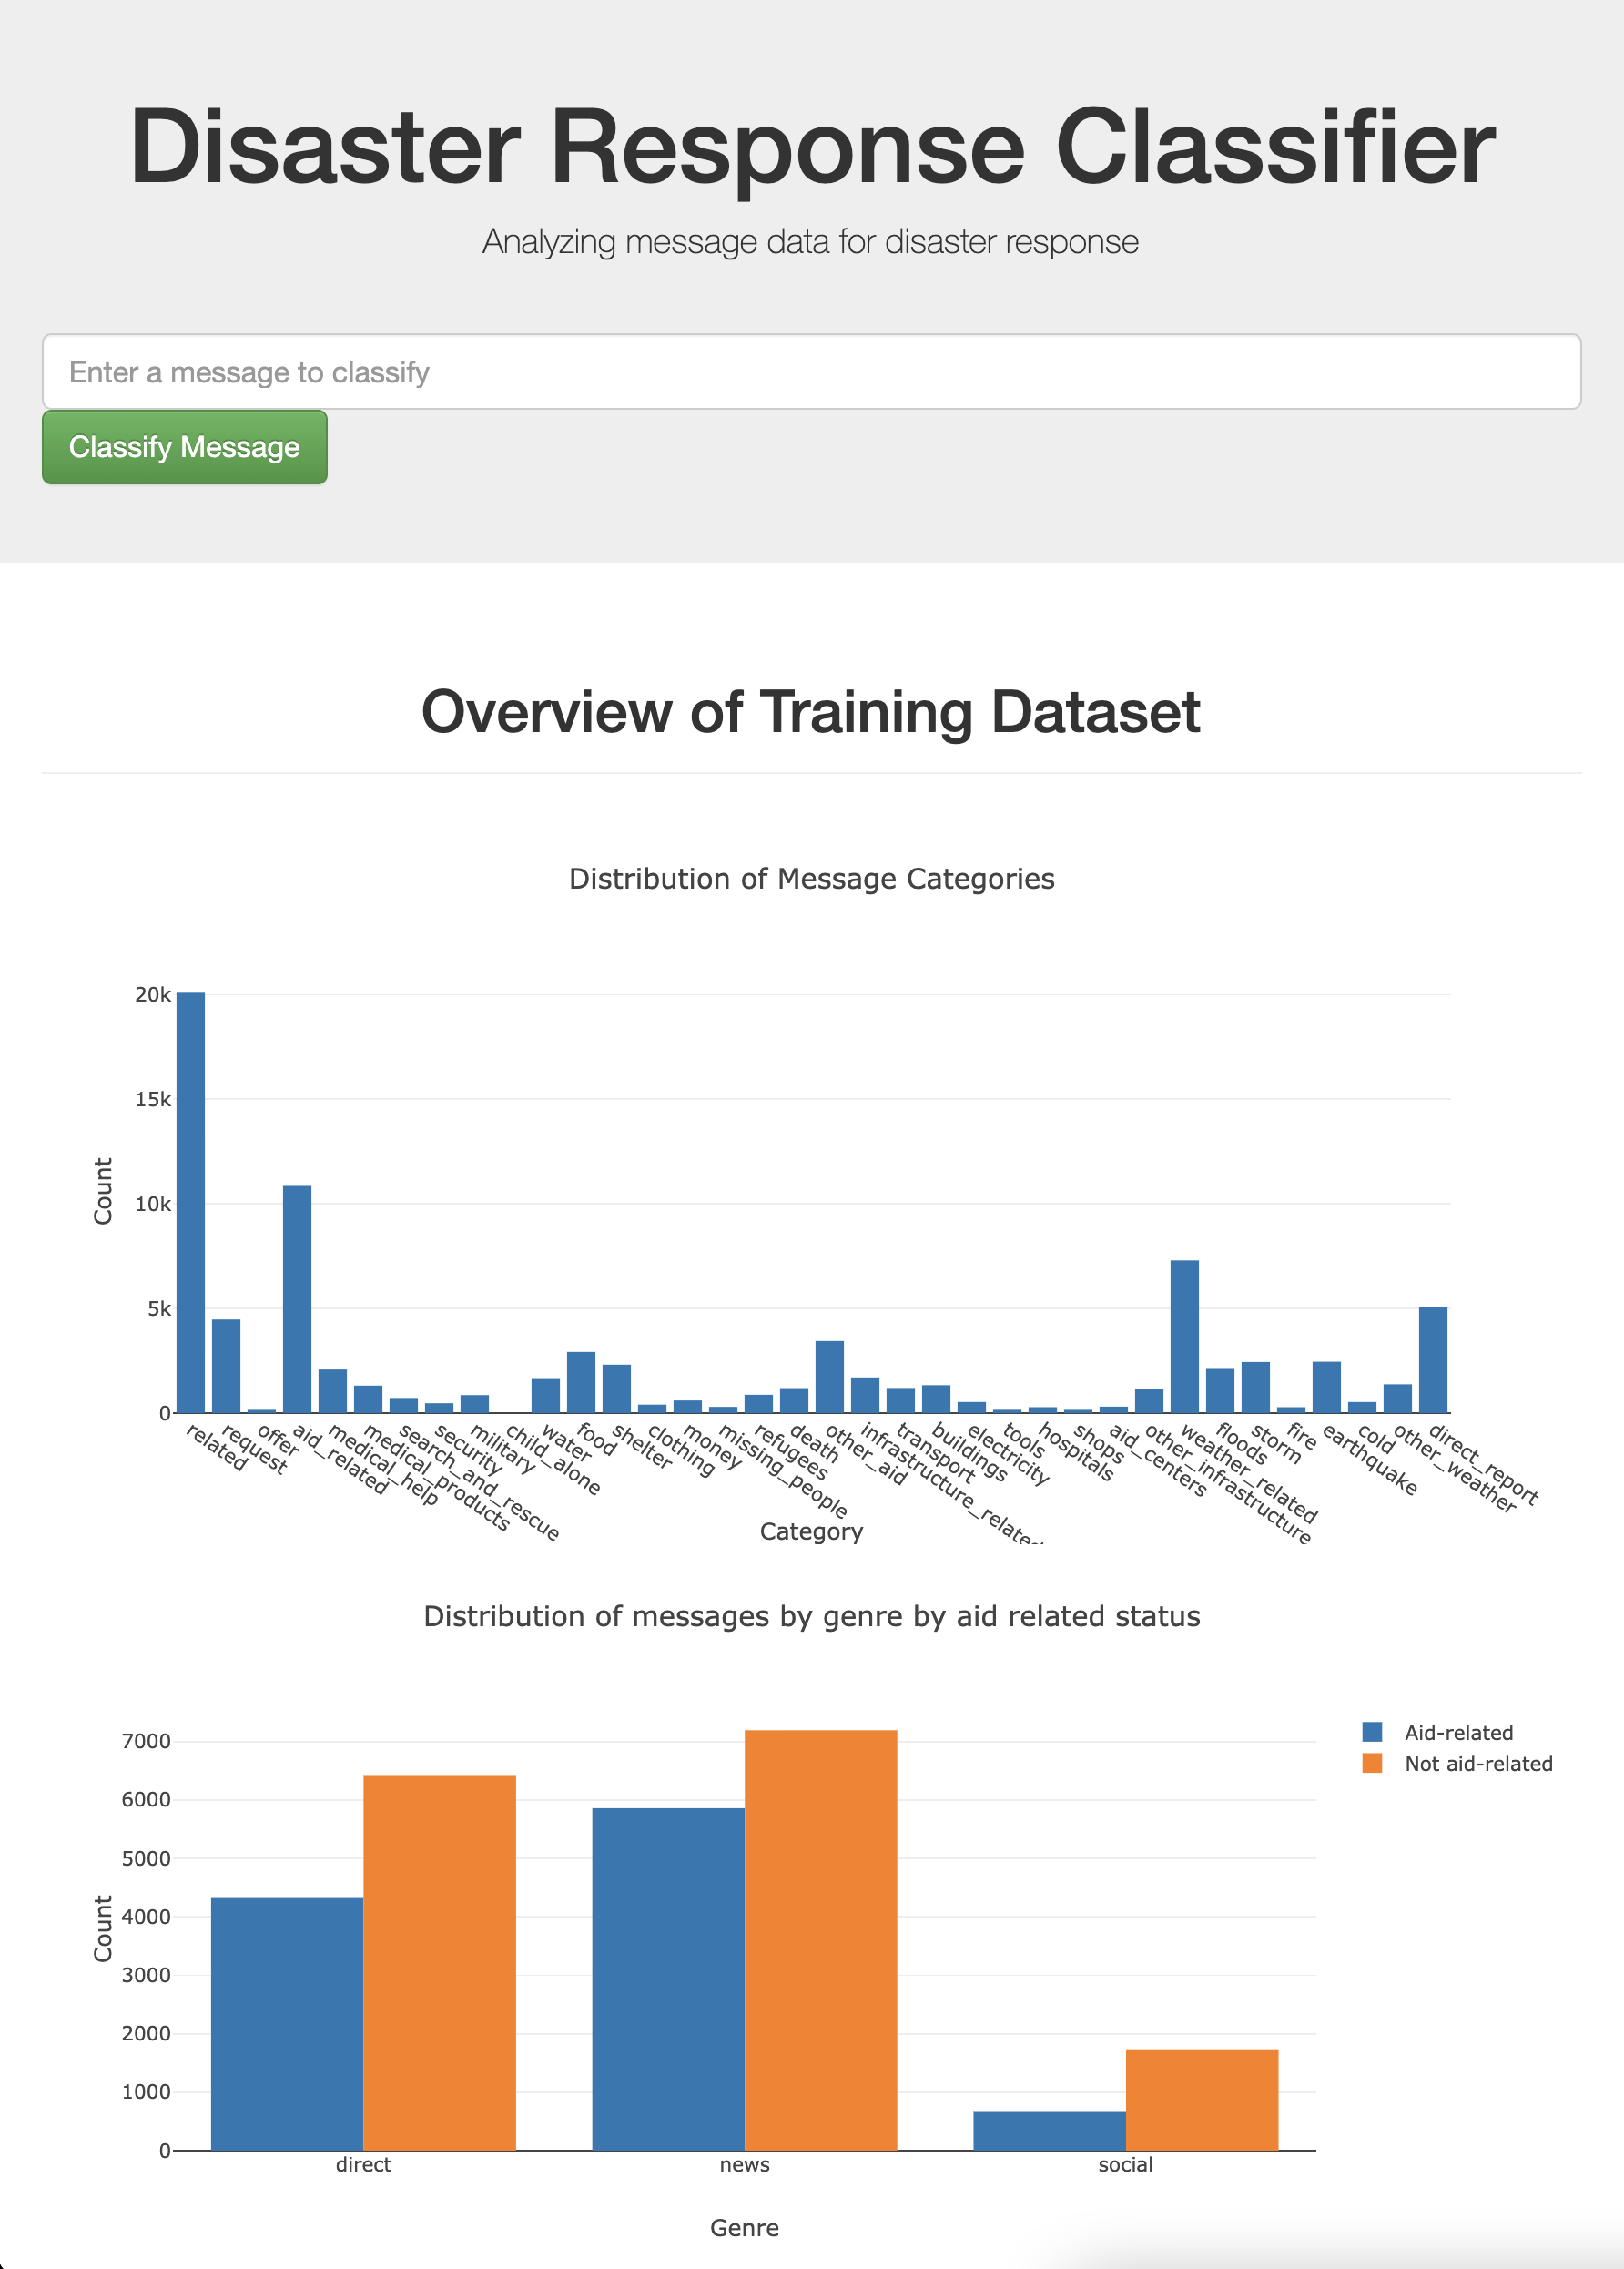 Disaster Response Classifier
Analyzing message data for disaster response
Enter a message to classify
Classify Message
Overview of Training Dataset
Distribution of Message Categories
20k
15k
10k
5k
0
Count
related
request
offer
aid_related
medical_help
medical_products
search_and_rescue
security
military
child_alone
water
food
shelter
clothing
money
missing_people
refugees
death
other_aid
infrastructure_related
transport
buildings
electricity
tools
hospitals
shops
aid_centers
other_infrastructure
weather_related
floods
storm
fire
earthquake
cold
other_weather
direct_report
Category
Distribution of messages by genre by aid related status
7000
6000
5000
4000
3000
2000
1000
0
Count
Aid-related
Not aid-related
direct
news
social
Genre